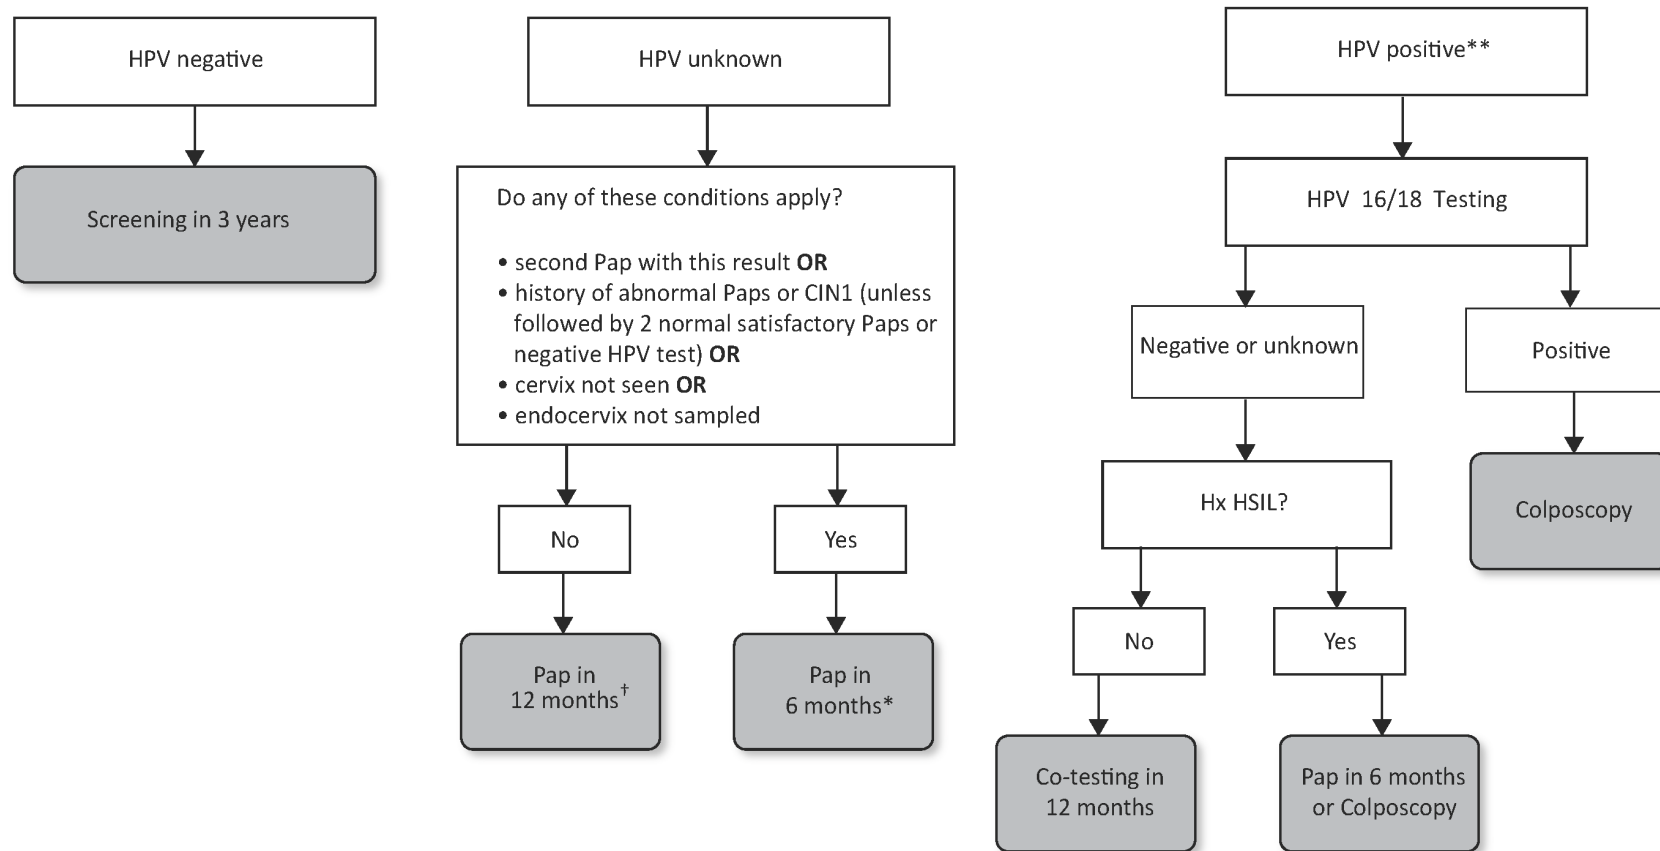 HPV negative
Screening in 3 years
HPV unknown
Do any of these conditions apply?
• second Pap with this result OR
• history of abnormal Paps or CIN1 (unless
followed by 2 normal satisfactory Paps or
negative HPV test) OR
• cervix not seen OR
• endocervix not sampled
No
Yes
Pap in
12 months†
Pap in
6 months*
HPV positive**
HPV 16/18 Testing
Negative or unknown
Positive
Hx HSIL?
Colposcopy
No
Yes
Co-testing in
12 months
Pap in 6 months
or Colposcopy